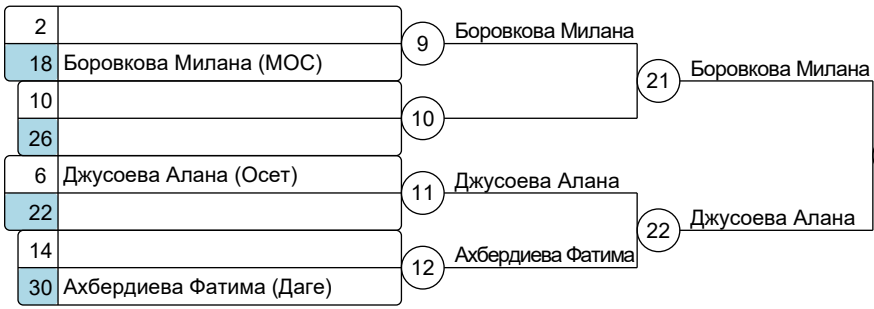 2
18 Боровкова Милана (МОС)
10
26
6 Джусоева Алана (Осет)
22
14
30 Ахбердиева Фатима (Даге)
9 Боровкова Милана
10
11 Джусоева Алана
12 Ахбердиева Фатима
21 Боровкова Милана
22 Джусоева Алана